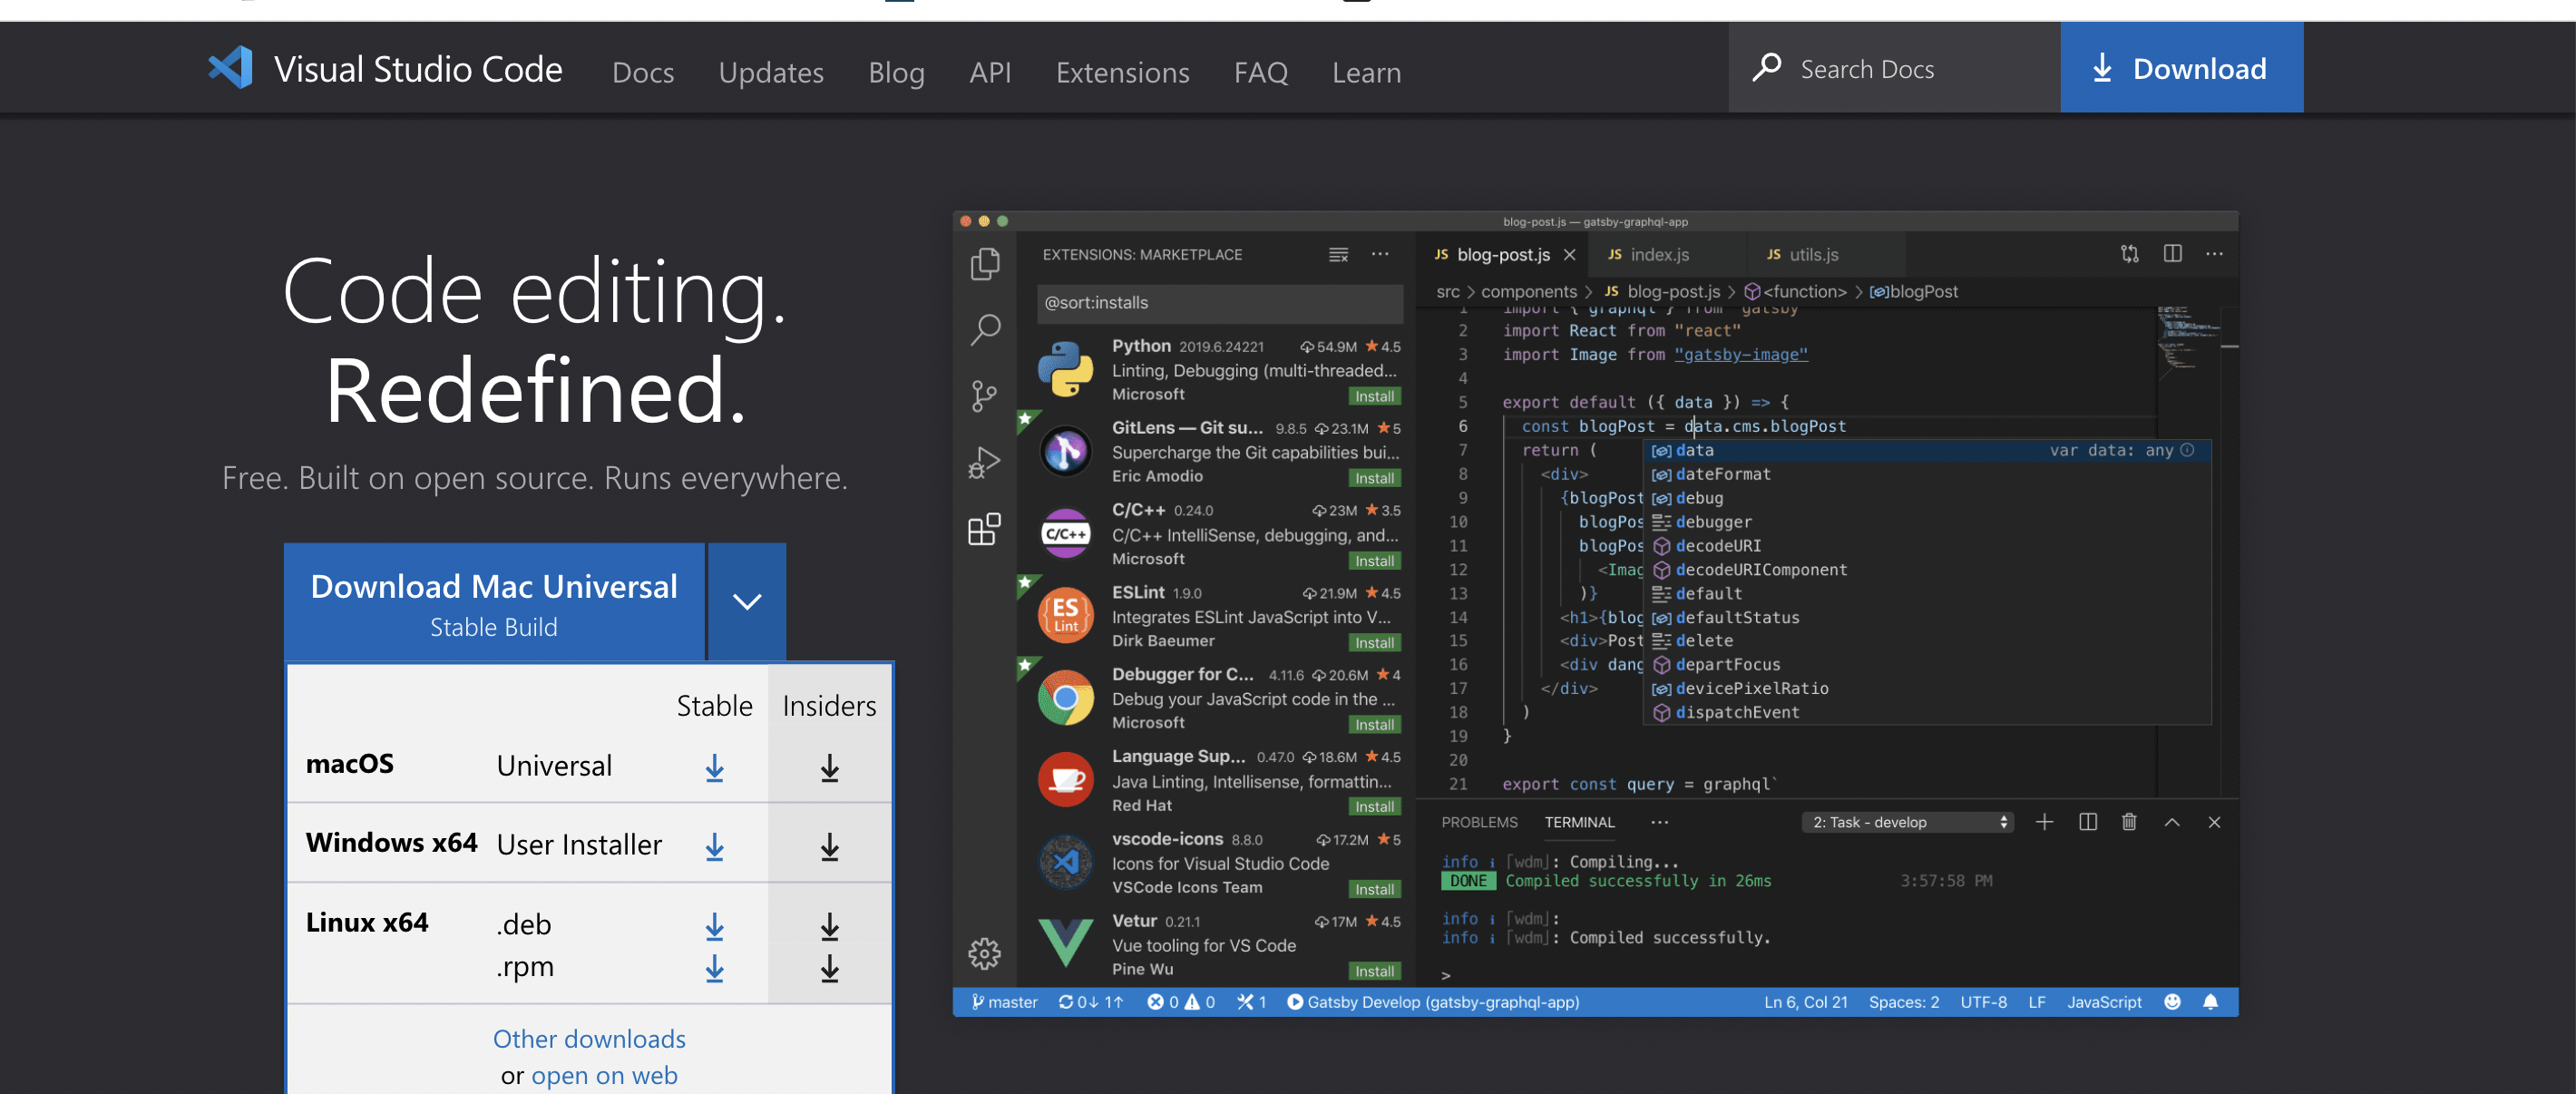 Visual Studio Code Docs Updates Blog API Extensions FAQ Learn Search Docs Download
Code editing.
Redefined.
Free. Built on open source. Runs everywhere.
Download Mac Universal
Stable Build
Stable Insiders
macOS Universal
Windows x64 User Installer
Linux x64 .deb
.rpm
Other downloads
or open on web
blog-post.js — gatsby-graphql-app
EXTENSIONS: MARKETPLACE
@sort:installs
Python 2019.6.24221 54.9M 4.5
Linting, Debugging (multi-threaded...
Microsoft Install
GitLens — Git su... 9.8.5 23.1M 5
Supercharge the Git capabilities bui...
Eric Amodio Install
C/C++
C/C++ 0.24.0 23M 3.5
C/C++ IntelliSense, debugging, and...
Microsoft Install
ES
Lint
ESLint 1.9.0 21.9M 4.5
Integrates ESLint JavaScript into V...
Dirk Baeumer Install
Debugger for C... 4.11.6 20.6M 4
Debug your JavaScript code in the ...
Microsoft Install
Language Sup... 0.47.0 18.6M 4.5
Java Linting, Intellisense, formattin...
Red Hat Install
vscode-icons 8.8.0 17.2M 5
Icons for Visual Studio Code
VSCode Icons Team Install
Vetur 0.21.1 17M 4.5
Vue tooling for VS Code
Pine Wu Install
JS blog-post.js JS index.js JS utils.js
src > components > JS blog-post.js > <function> > blogPost
1 import { graphql } from "gatsby"
2 import React from "react"
3 import Image from "gatsby-image"
4
5 export default ({ data }) => {
6 const blogPost = data.cms.blogPost
7 return (
8 <div>
9 {blogPost
10 blogPos
11 blogPos
12 <Imag
13 )}
14 <h1>{blog
15 <div>Post
16 <div dang
17 </div>
18 )
19 }
20
21 export const query = graphql`
data var data: any
dateFormat
debug
debugger
decodeURI
decodeURIComponent
default
defaultStatus
delete
departFocus
devicePixelRatio
dispatchEvent
PROBLEMS TERMINAL ... 2: Task - develop
info i [wdm]: Compiling...
DONE Compiled successfully in 26ms 3:57:58 PM
info i [wdm]:
info i [wdm]: Compiled successfully.
>
master 0↓ 1↑ 0 0 1 Gatsby Develop (gatsby-graphql-app) Ln 6, Col 21 Spaces: 2 UTF-8 LF JavaScript